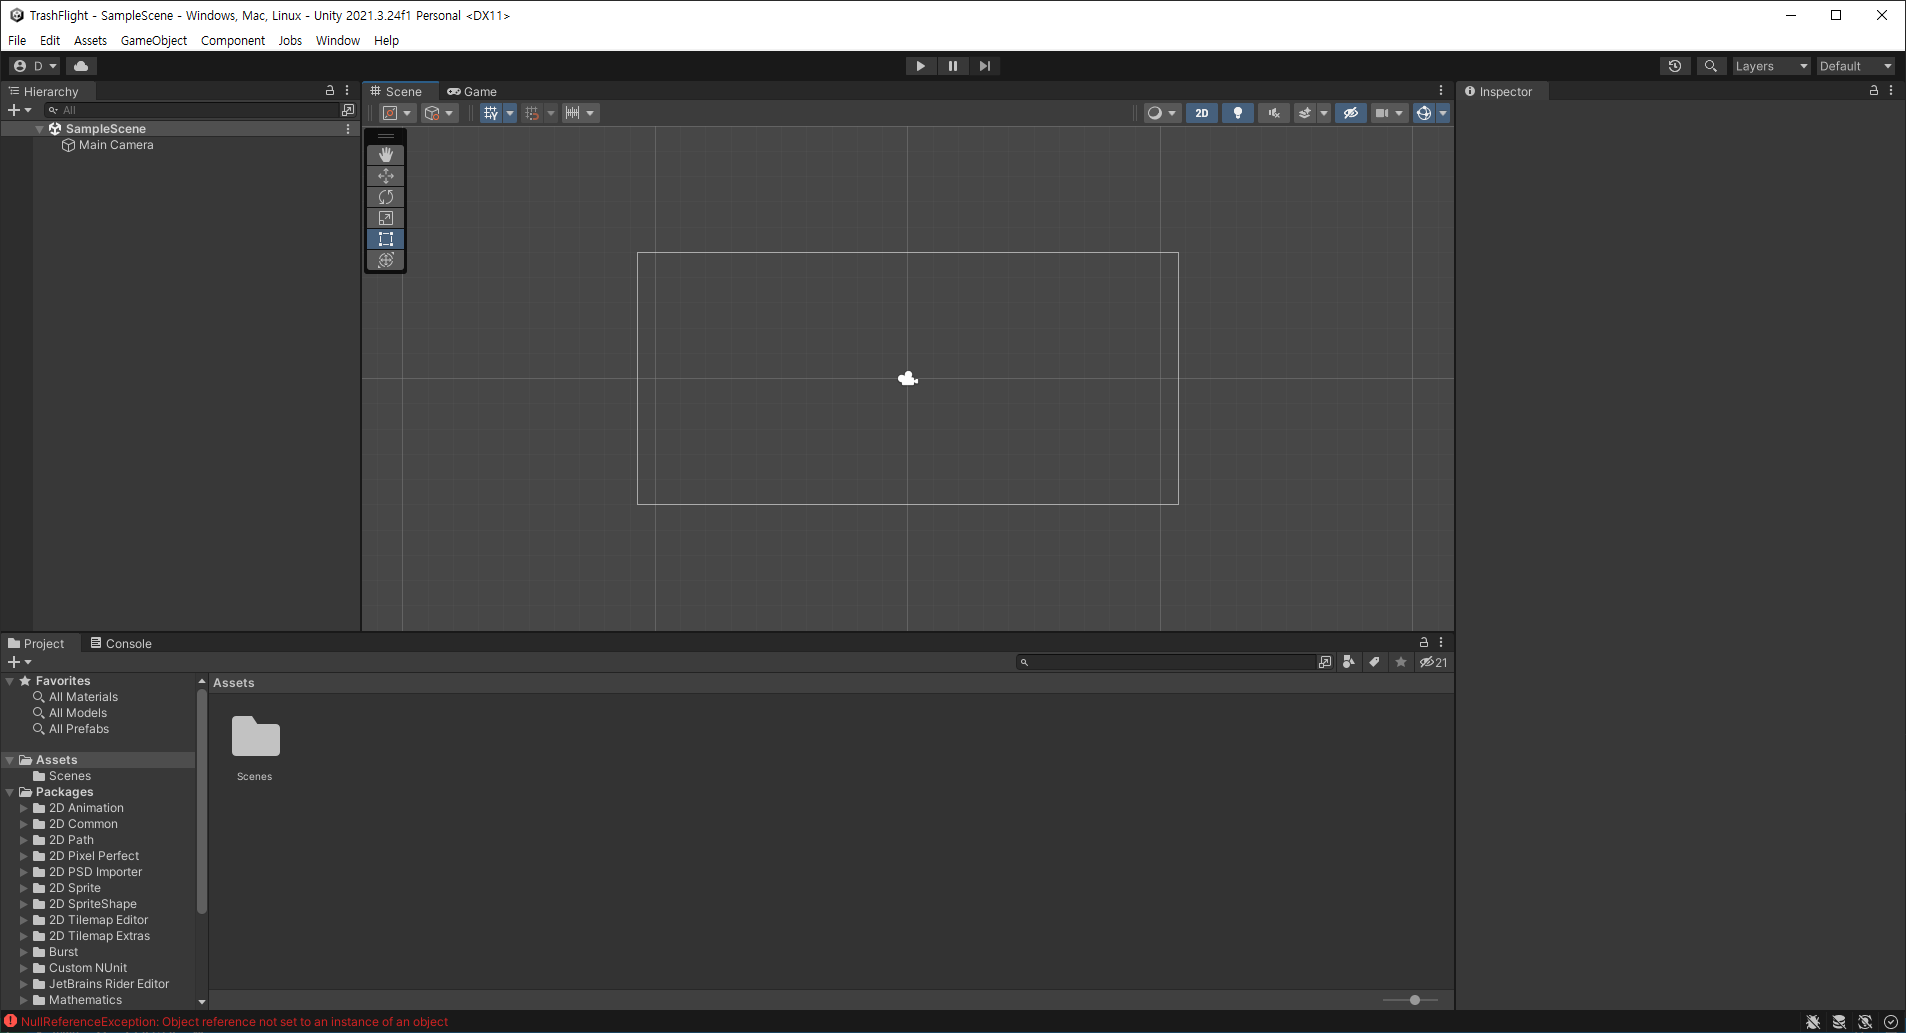 TrashFlight - SampleScene - Windows, Mac, Linux - Unity 2021.3.24f1 Personal <DX11>
File Edit Assets GameObject Component Jobs Window Help
D Layers Default
Hierarchy
All
SampleScene
Main Camera
Scene Game
2D
Inspector
Project Console
21
Favorites
All Materials
All Models
All Prefabs
Assets
Scenes
Packages
2D Animation
2D Common
2D Path
2D Pixel Perfect
2D PSD Importer
2D Sprite
2D SpriteShape
2D Tilemap Editor
2D Tilemap Extras
Burst
Custom NUnit
JetBrains Rider Editor
Mathematics
Assets
Scenes
NullReferenceException: Object reference not set to an instance of an object